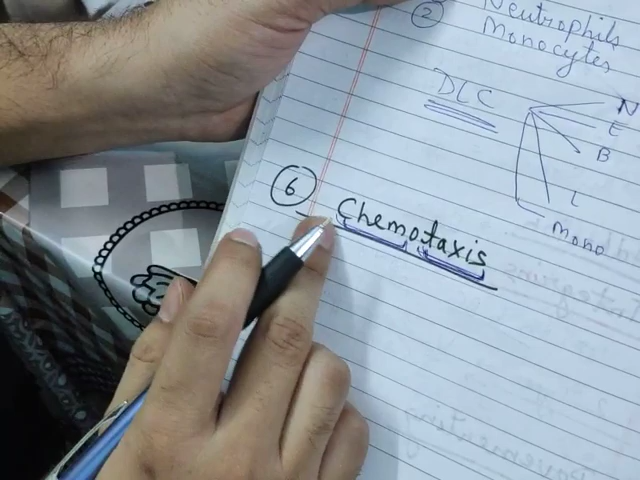 ② Neutrophils
Monocytes
DLC
N
E
B
L
Mono
⑥ Chemotaxis